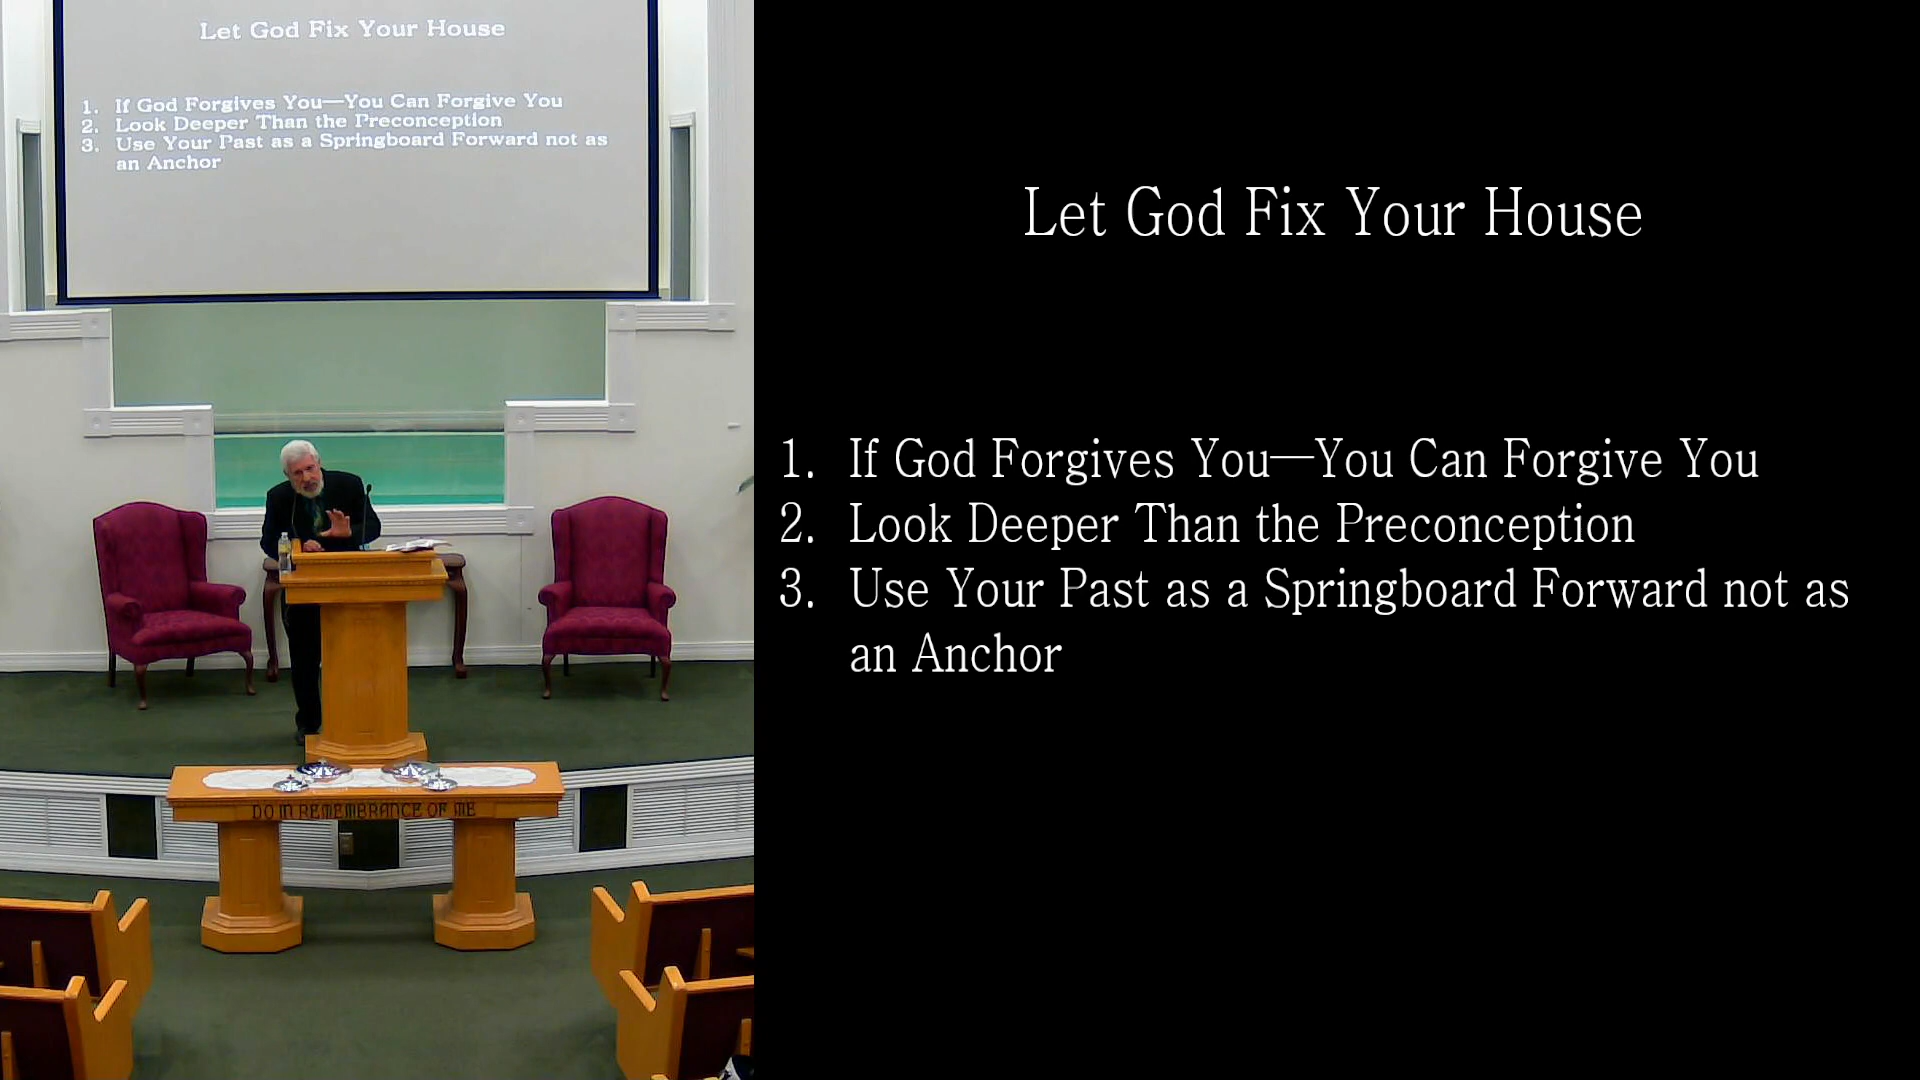 Let God Fix Your House
1. If God Forgives You—You Can Forgive You
2. Look Deeper Than the Preconception
3. Use Your Past as a Springboard Forward not as
an Anchor
DO IN REMEMBRANCE OF ME
Let God Fix Your House
1. If God Forgives You—You Can Forgive You
2. Look Deeper Than the Preconception
3. Use Your Past as a Springboard Forward not as
an Anchor